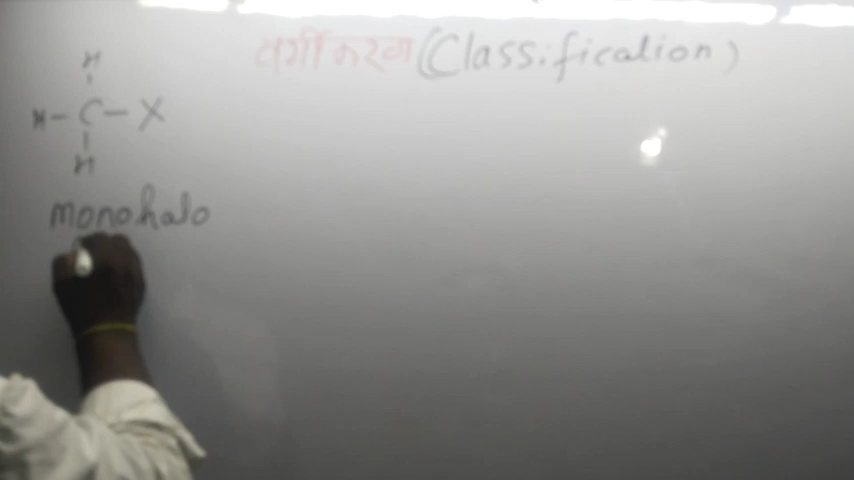 वर्गीकरण (Classification)
H
H - C - X
H
monohalo